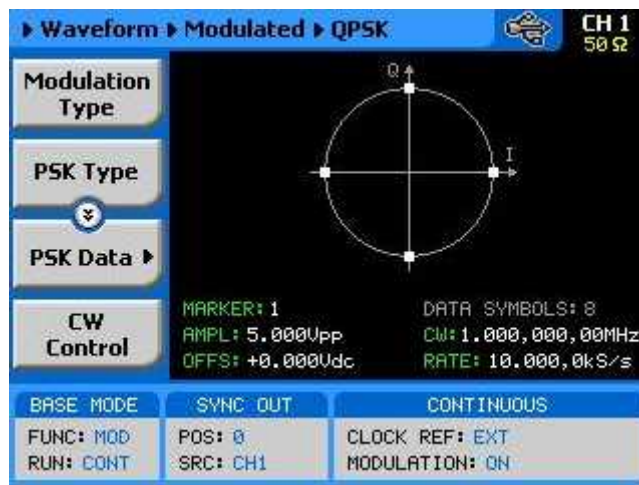 Waveform Modulated QPSK CH 1
50 Ω
Modulation
Type
PSK Type
PSK Data
CW
Control
Q
I
MARKER: 1 DATA SYMBOLS: 8
AMPL: 5.000Vpp CW: 1.000,000,00MHz
OFFS: +0.000Vdc RATE: 10.000,0kS/s
BASE MODE SYNC OUT CONTINUOUS
FUNC: MOD POS: 0 CLOCK REF: EXT
RUN: CONT SRC: CH1 MODULATION: ON